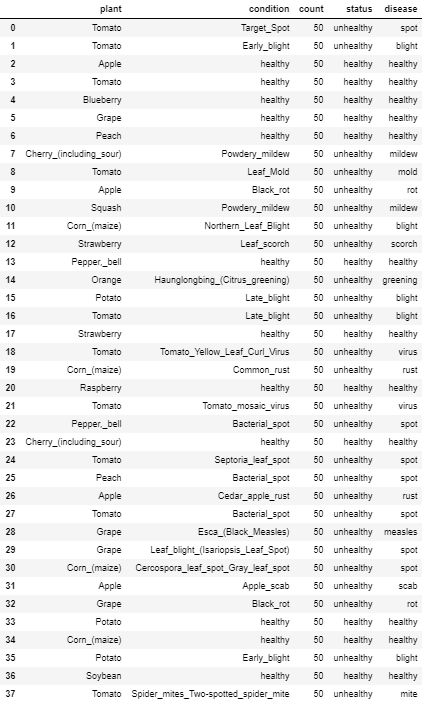 plant condition count status disease
0 Tomato Target_Spot 50 unhealthy spot
1 Tomato Early_blight 50 unhealthy blight
2 Apple healthy 50 healthy healthy
3 Tomato healthy 50 healthy healthy
4 Blueberry healthy 50 healthy healthy
5 Grape healthy 50 healthy healthy
6 Peach healthy 50 healthy healthy
7 Cherry_(including_sour) Powdery_mildew 50 unhealthy mildew
8 Tomato Leaf_Mold 50 unhealthy mold
9 Apple Black_rot 50 unhealthy rot
10 Squash Powdery_mildew 50 unhealthy mildew
11 Corn_(maize) Northern_Leaf_Blight 50 unhealthy blight
12 Strawberry Leaf_scorch 50 unhealthy scorch
13 Pepper,_bell healthy 50 healthy healthy
14 Orange Haunglongbing_(Citrus_greening) 50 unhealthy greening
15 Potato Late_blight 50 unhealthy blight
16 Tomato Late_blight 50 unhealthy blight
17 Strawberry healthy 50 healthy healthy
18 Tomato Tomato_Yellow_Leaf_Curl_Virus 50 unhealthy virus
19 Corn_(maize) Common_rust 50 unhealthy rust
20 Raspberry healthy 50 healthy healthy
21 Tomato Tomato_mosaic_virus 50 unhealthy virus
22 Pepper,_bell Bacterial_spot 50 unhealthy spot
23 Cherry_(including_sour) healthy 50 healthy healthy
24 Tomato Septoria_leaf_spot 50 unhealthy spot
25 Peach Bacterial_spot 50 unhealthy spot
26 Apple Cedar_apple_rust 50 unhealthy rust
27 Tomato Bacterial_spot 50 unhealthy spot
28 Grape Esca_(Black_Measles) 50 unhealthy measles
29 Grape Leaf_blight_(Isariopsis_Leaf_Spot) 50 unhealthy spot
30 Corn_(maize) Cercospora_leaf_spot_Gray_leaf_spot 50 unhealthy spot
31 Apple Apple_scab 50 unhealthy scab
32 Grape Black_rot 50 unhealthy rot
33 Potato healthy 50 healthy healthy
34 Corn_(maize) healthy 50 healthy healthy
35 Potato Early_blight 50 unhealthy blight
36 Soybean healthy 50 healthy healthy
37 Tomato Spider_mites_Two-spotted_spider_mite 50 unhealthy mite